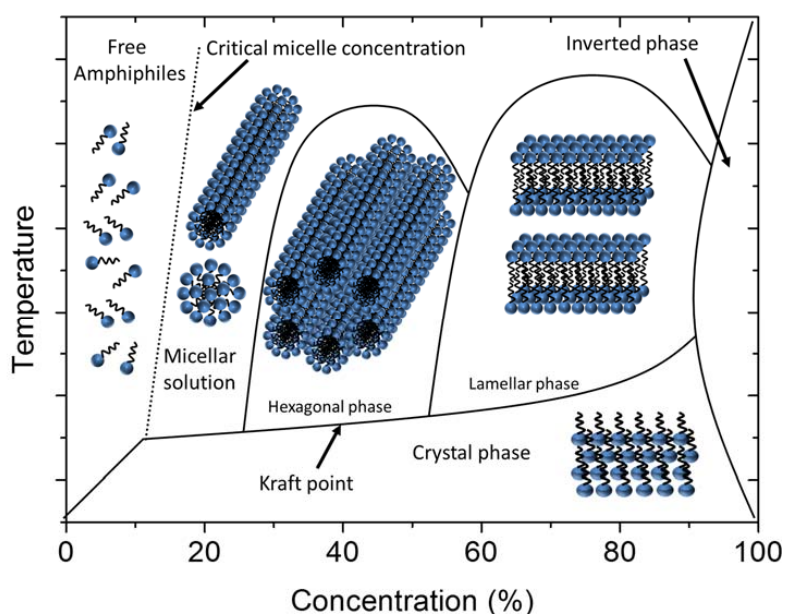 Free
Amphiphiles
Critical micelle concentration
Inverted phase
Micellar
solution
Hexagonal phase
Lamellar phase
Crystal phase
Kraft point
Temperature
0 20 40 60 80 100
Concentration (%)